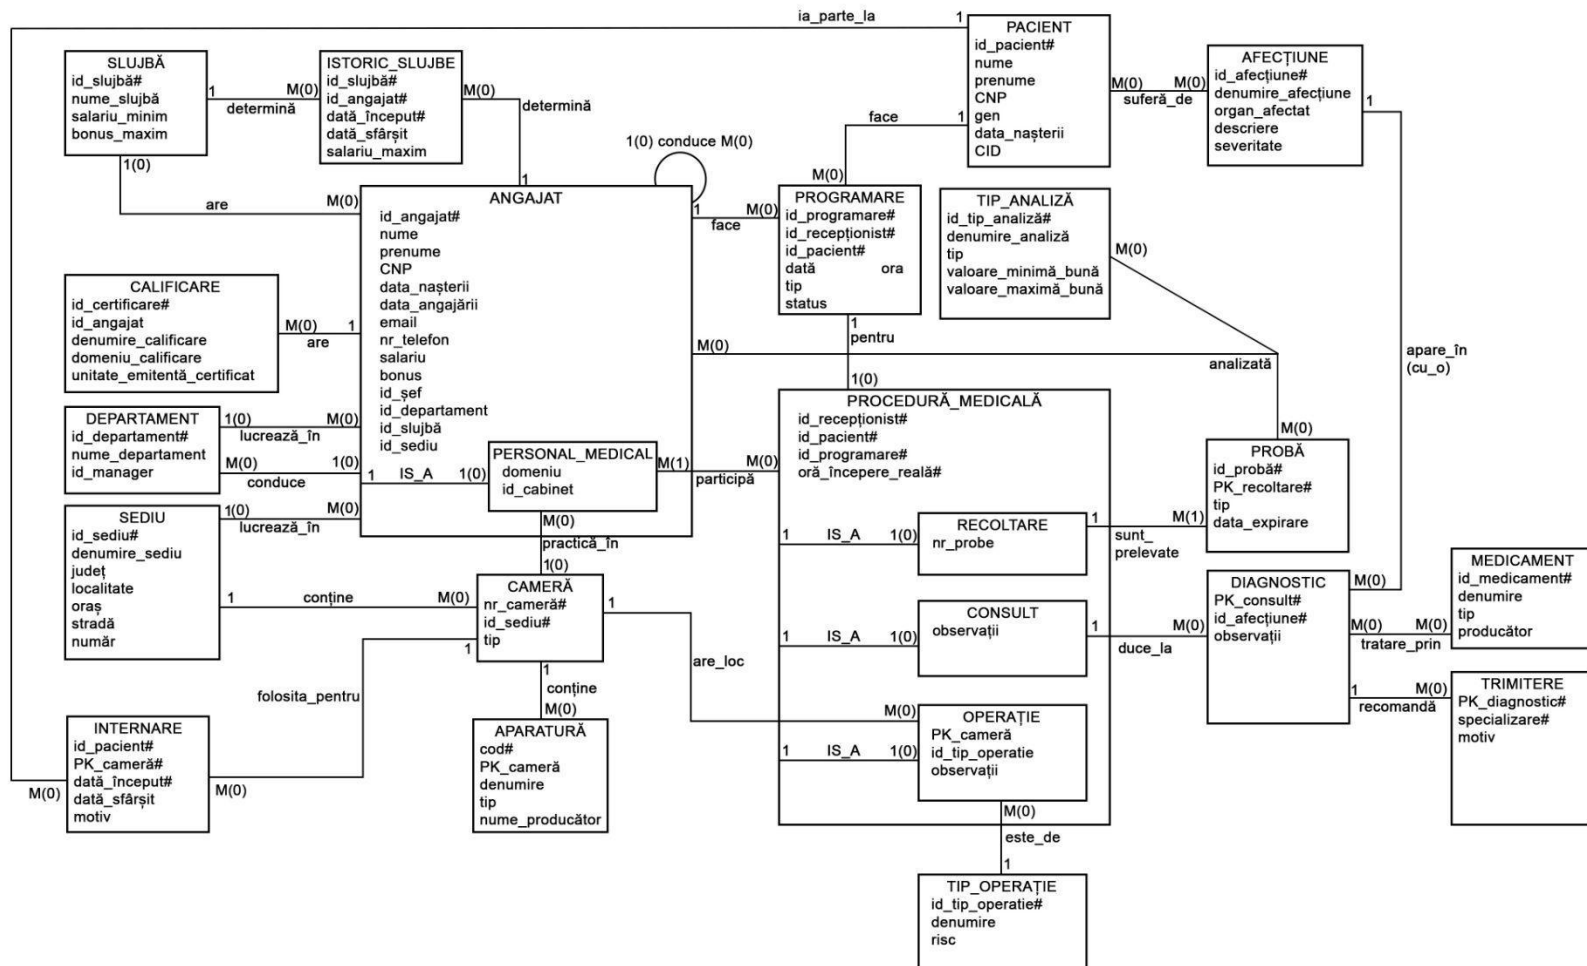 ia_parte_la
1
PACIENT
id_pacient#
nume
prenume
CNP
gen
data_nașterii
CID
SLUJBĂ
id_slujbă#
nume_slujbă
salariu_minim
bonus_maxim
1
M(0)
determină
ISTORIC_SLUJBE
id_slujbă#
id_angajat#
dată_început#
dată_sfârșit
salariu_maxim
M(0)
determină
1
M(0)
M(0)
suferă_de
AFECȚIUNE
id_afecțiune#
denumire_afecțiune
organ_afectat
descriere
severitate
1
face
1
M(0)
1(0) conduce M(0)
1(0)
are
M(0)
ANGAJAT
id_angajat#
nume
prenume
CNP
data_nașterii
data_angajării
email
nr_telefon
salariu
bonus
id_șef
id_departament
id_slujbă
id_sediu
1
M(0)
face
PROGRAMARE
id_programare#
id_recepționist#
id_pacient#
dată ora
tip
status
TIP_ANALIZĂ
id_tip_analiză#
denumire_analiză
tip
valoare_minimă_bună
valoare_maximă_bună
M(0)
CALIFICARE
id_certificare#
id_angajat
denumire_calificare
domeniu_calificare
unitate_emitentă_certificat
M(0)
1
are
1
pentru
1(0)
M(0)
analizată
M(0)
apare_în
(cu_o)
DEPARTAMENT
id_departament#
nume_departament
id_manager
1(0)
M(0)
lucrează_în
M(0)
1(0)
conduce
1
IS_A
1(0)
PERSONAL_MEDICAL
domeniu
id_cabinet
M(1)
M(0)
participă
PROCEDURĂ_MEDICALĂ
id_recepționist#
id_pacient#
id_programare#
oră_începere_reală#
PROBĂ
id_probă#
PK_recoltare#
tip
data_expirare
SEDIU
id_sediu#
denumire_sediu
județ
localitate
oraș
stradă
număr
1(0)
M(0)
lucrează_în
M(0)
practică_în
1(0)
1
IS_A
1(0)
RECOLTARE
nr_probe
1
M(1)
sunt_
prelevate
1
conține
M(0)
CAMERĂ
nr_cameră#
id_sediu#
tip
1
1
1
conține
M(0)
are_loc
1
IS_A
1(0)
CONSULT
observații
1
M(0)
duce_la
DIAGNOSTIC
PK_consult#
id_afecțiune#
observații
M(0)
M(0)
M(0)
tratare_prin
MEDICAMENT
id_medicament#
denumire
tip
producător
1
M(0)
recomandă
TRIMITERE
PK_diagnostic#
specializare#
motiv
folosita_pentru
INTERNARE
id_pacient#
PK_cameră#
dată_început#
dată_sfârșit
motiv
M(0)
M(0)
APARATURĂ
cod#
PK_cameră
denumire
tip
nume_producător
M(0)
1
IS_A
1(0)
OPERAȚIE
PK_cameră
id_tip_operatie
observații
M(0)
este_de
1
TIP_OPERAȚIE
id_tip_operatie#
denumire
risc